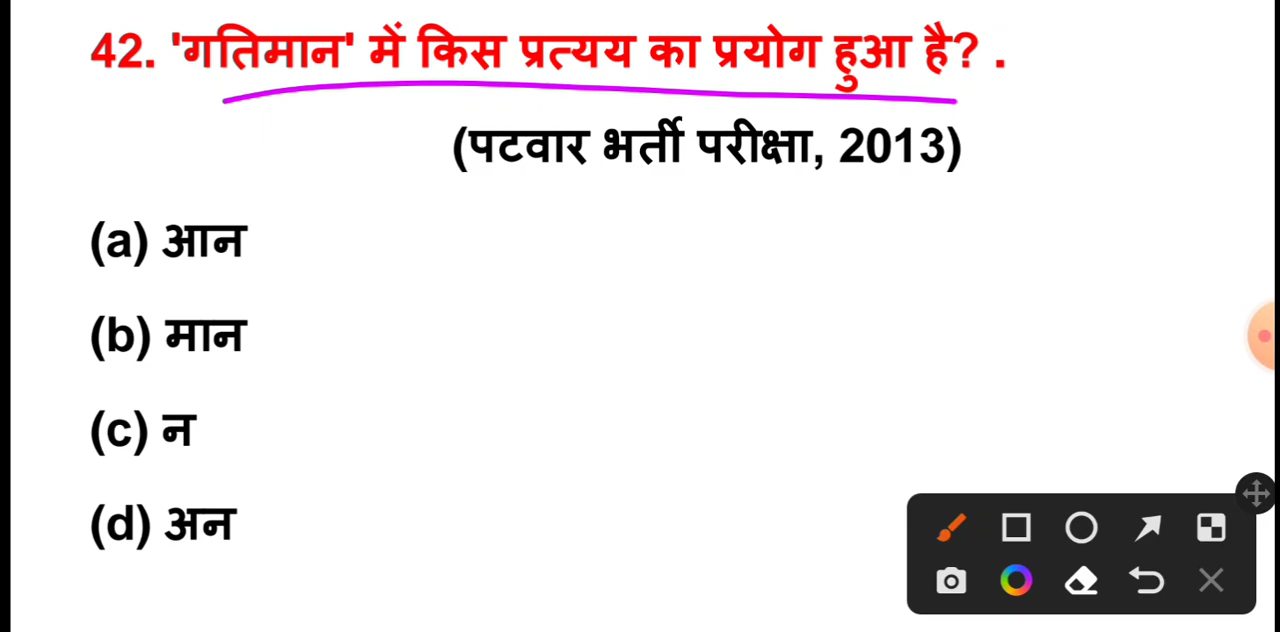 42. 'गतिमान' में किस प्रत्यय का प्रयोग हुआ है? .
(पटवार भर्ती परीक्षा, 2013)
(a) आन
(b) मान
(c) न
(d) अन